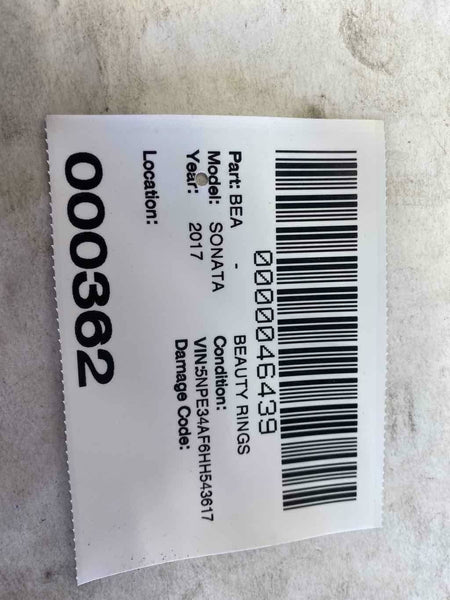 0000046439
Part: BEA - BEAUTY RINGS
Model: SONATA Condition:
Year: 2017 VIN:5NPE34AF6HH543617
Damage Code:
Location:
000362